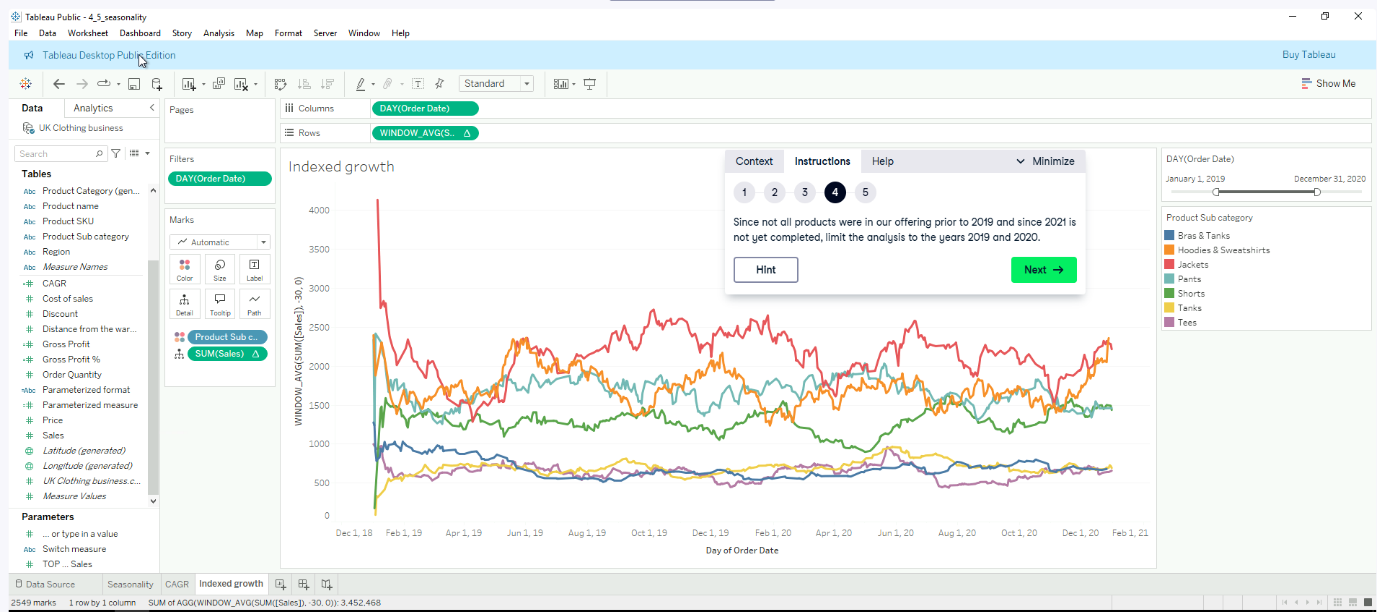 Tableau Public - 4_5_seasonality
File Data Worksheet Dashboard Story Analysis Map Format Server Window Help
Tableau Desktop Public Edition
Buy Tableau
Standard
Show Me
Data Analytics
UK Clothing business
Search
Tables
Abc Product Category (gen...
Abc Product name
Abc Product SKU
Abc Product Sub category
Abc Region
Abc Measure Names
CAGR
Cost of sales
Discount
Distance from the war...
Gross Profit
Gross Profit %
Order Quantity
Abc Parameterized format
Parameterized measure
Price
Sales
Latitude (generated)
Longitude (generated)
UK Clothing business.c...
Measure Values
Parameters
... or type in a value
Abc Switch measure
TOP ... Sales
Pages
Filters
DAY(Order Date)
Marks
Automatic
Color Size Label
Detail Tooltip Path
Product Sub c..
SUM(Sales) Δ
Columns
DAY(Order Date)
Rows
WINDOW_AVG(S.. Δ
Indexed growth
WINDOW_AVG(SUM([Sales]), -30, 0)
4000
3500
3000
2500
2000
1500
1000
500
0
Dec 1, 18 Feb 1, 19 Apr 1, 19 Jun 1, 19 Aug 1, 19 Oct 1, 19 Dec 1, 19 Feb 1, 20 Apr 1, 20 Jun 1, 20 Aug 1, 20 Oct 1, 20 Dec 1, 20 Feb 1, 21
Day of Order Date
Context Instructions Help Minimize
1 2 3 4 5
Since not all products were in our offering prior to 2019 and since 2021 is
not yet completed, limit the analysis to the years 2019 and 2020.
Hint
Next →
DAY(Order Date)
January 1, 2019 December 31, 2020
Product Sub category
Bras & Tanks
Hoodies & Sweatshirts
Jackets
Pants
Shorts
Tanks
Tees
Data Source Seasonality CAGR Indexed growth
2549 marks 1 row by 1 column SUM of AGG(WINDOW_AVG(SUM([Sales]), -30, 0)): 3,452,468